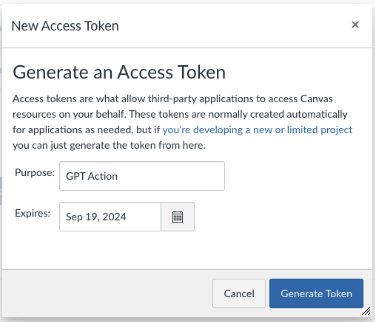 New Access Token ×
Generate an Access Token
Access tokens are what allow third-party applications to access Canvas
resources on your behalf. These tokens are normally created automatically
for applications as needed, but if you're developing a new or limited project
you can just generate the token from here.
Purpose: GPT Action
Expires: Sep 19, 2024
Cancel Generate Token